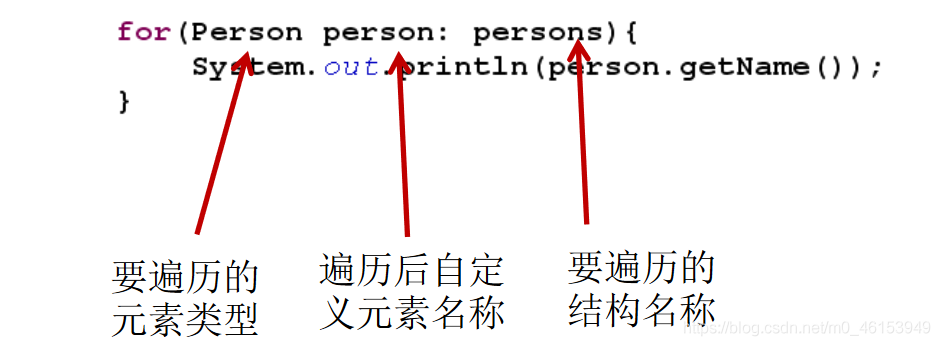 for(Person person: persons){
System.out.println(person.getName());
}
要遍历的
元素类型
遍历后自定
义元素名称
要遍历的
结构名称
https://blog.csdn.net/m0_46153949